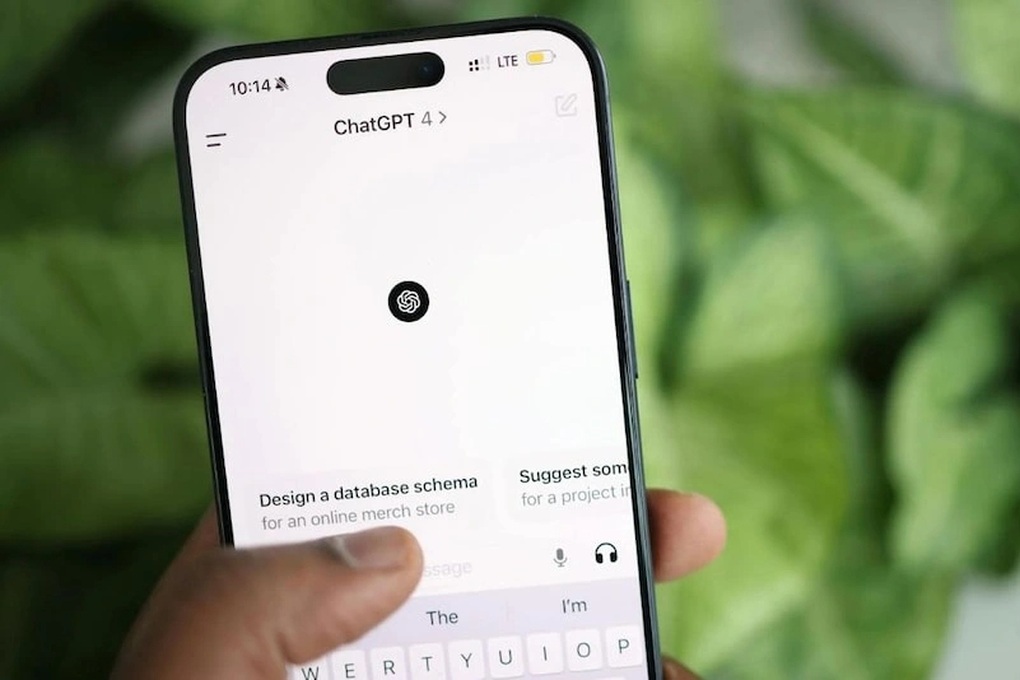 10:14
LTE
ChatGPT 4 >
Design a database schema
for an online merch store
Suggest som
for a project in
ssage
The
I'm
W E R T Y U I O P